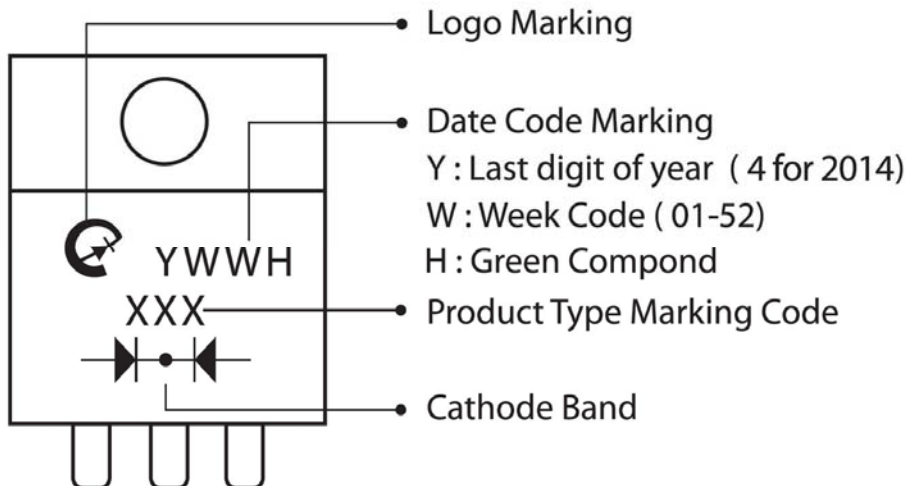 Logo Marking
Date Code Marking
Y : Last digit of year ( 4 for 2014)
W : Week Code ( 01-52)
YWWH
H : Green Compond
XXX
Product Type Marking Code
Cathode Band